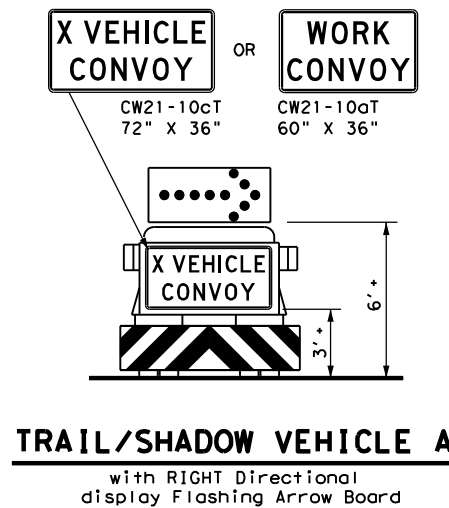 X VEHICLE
CONVOY
OR
WORK
CONVOY
CW21-10cT
72" X 36"
CW21-10aT
60" X 36"
X VEHICLE
CONVOY
6'+
3'+
TRAIL/SHADOW VEHICLE A
with RIGHT Directional
display Flashing Arrow Board